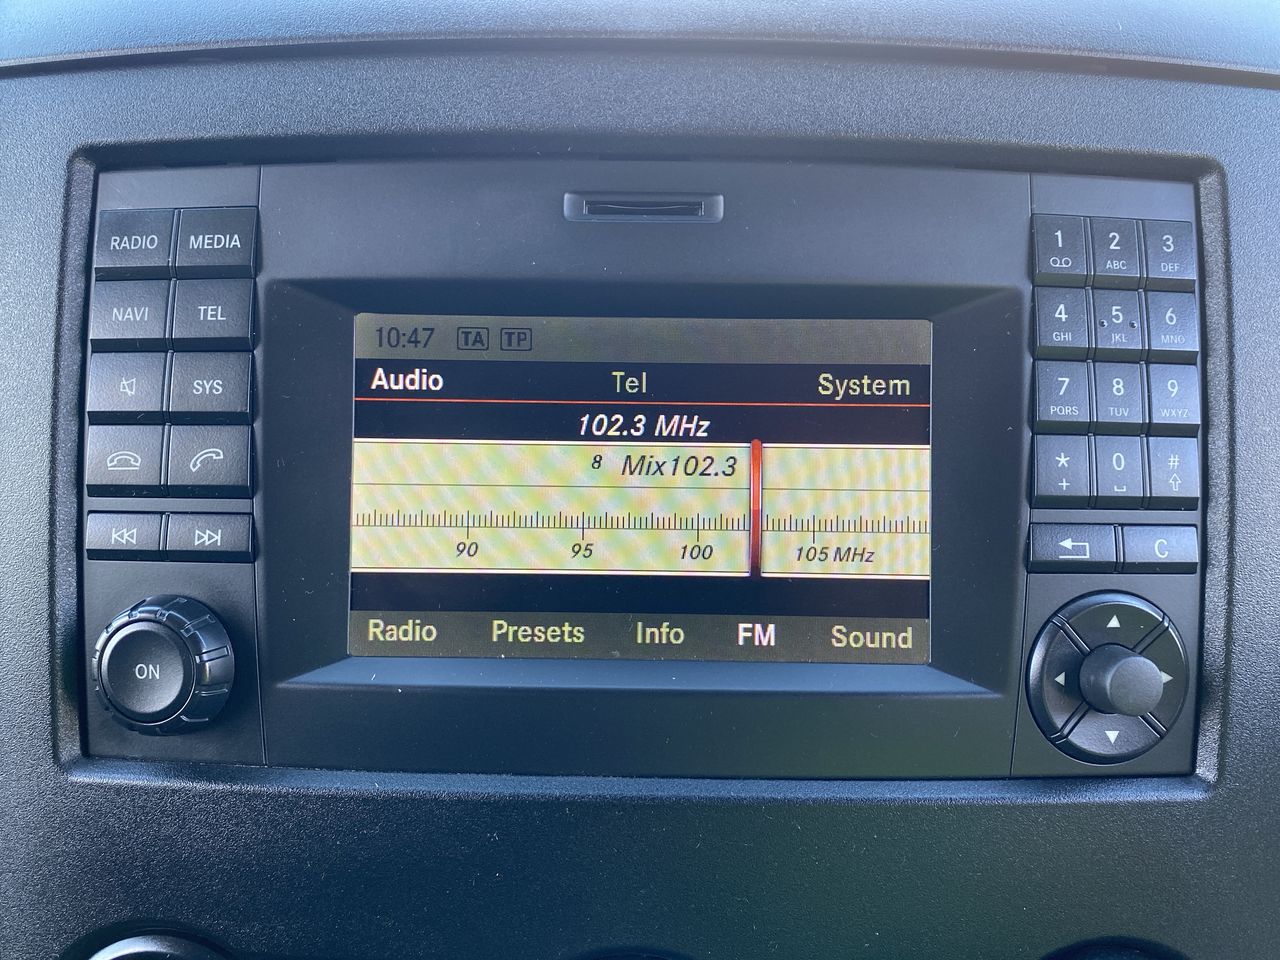 RADIO MEDIA
NAVI TEL
SYS
ON
10:47 TA TP
Audio Tel System
102.3 MHz
8 Mix102.3
90 95 100 105 MHz
Radio Presets Info FM Sound
1 2 ABC 3 DEF
4 GHI 5 JKL 6 MNO
7 PQRS 8 TUV 9 WXYZ
* + 0 #
C